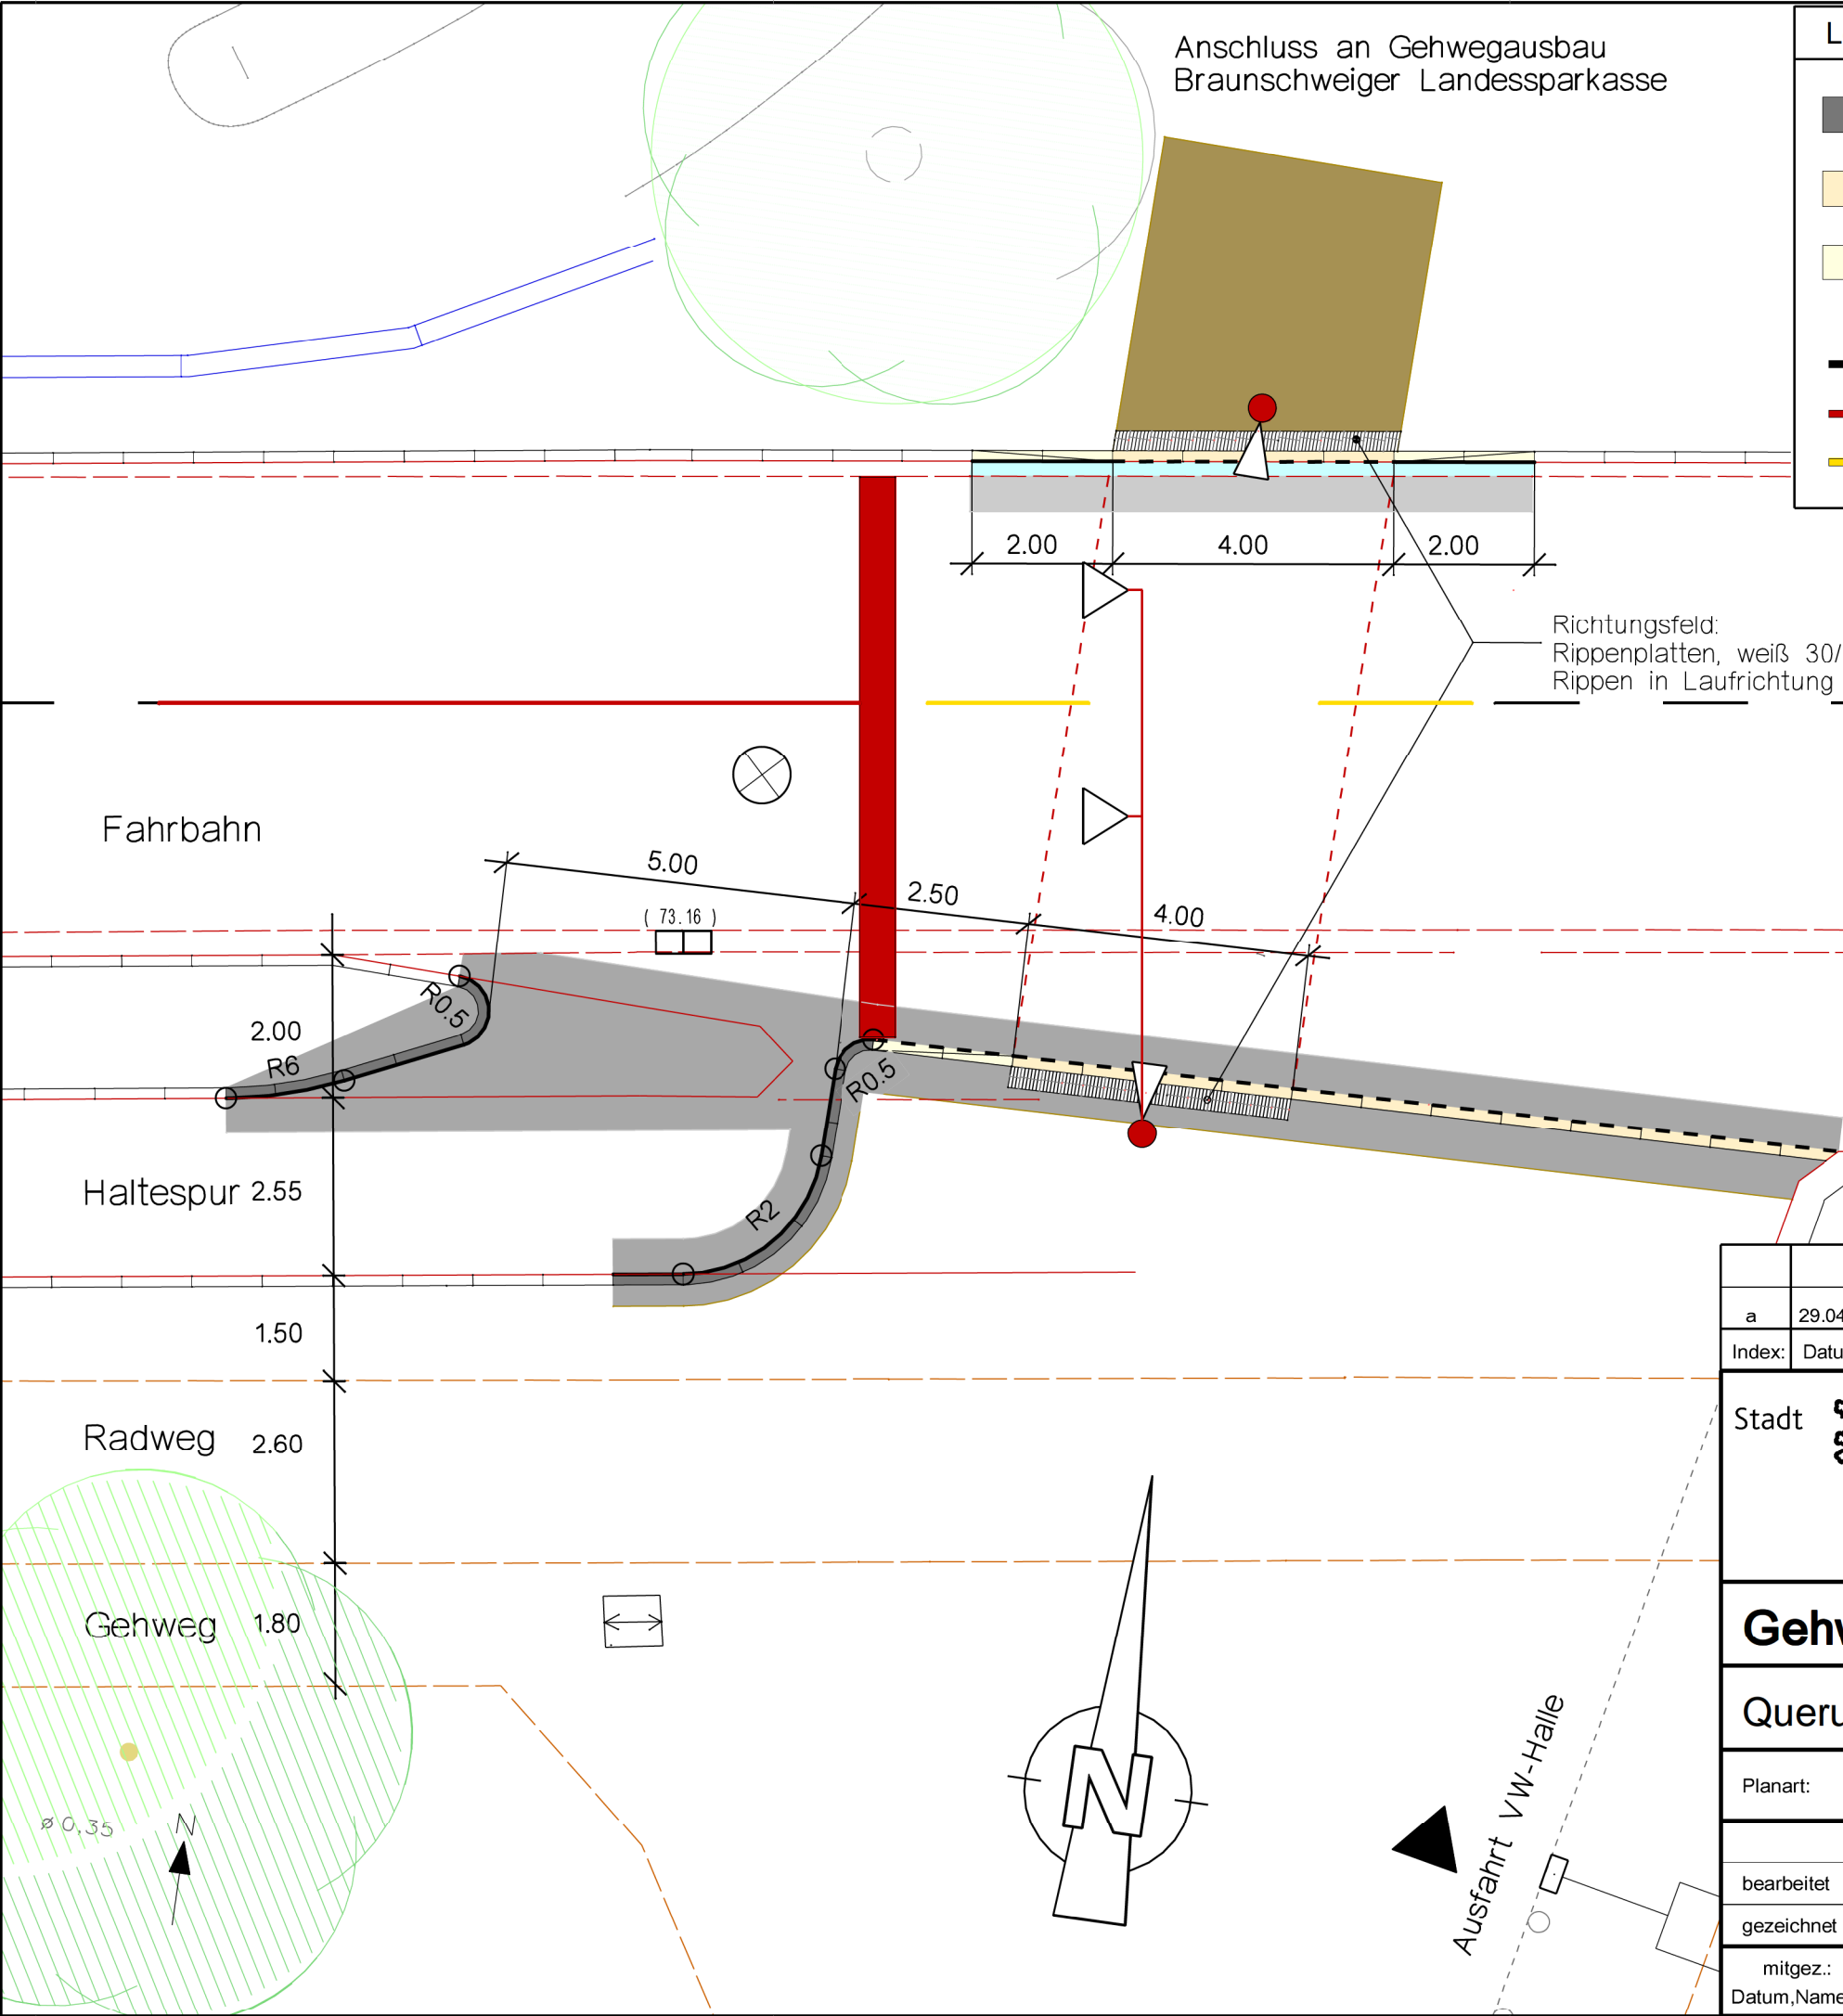 Anschluss an Gehwegausbau
Braunschweiger Landessparkasse
L
2.00
4.00
2.00
Richtungsfeld:
Rippenplatten, weiß 30/
Rippen in Laufrichtung
Fahrbahn
5.00
2.50
4.00
( 73.16 )
R0.5
2.00
R6
R0.5
Haltespur 2.55
R2
1.50
a 29.04
Index: Datu
Radweg 2.60
Stadt
Gehweg 1.80
Gehw
Queru
Ausfahrt VW-Halle
N
Planart:
ø 0,35
N
bearbeitet
gezeichnet
mitgez.:
Datum,Name